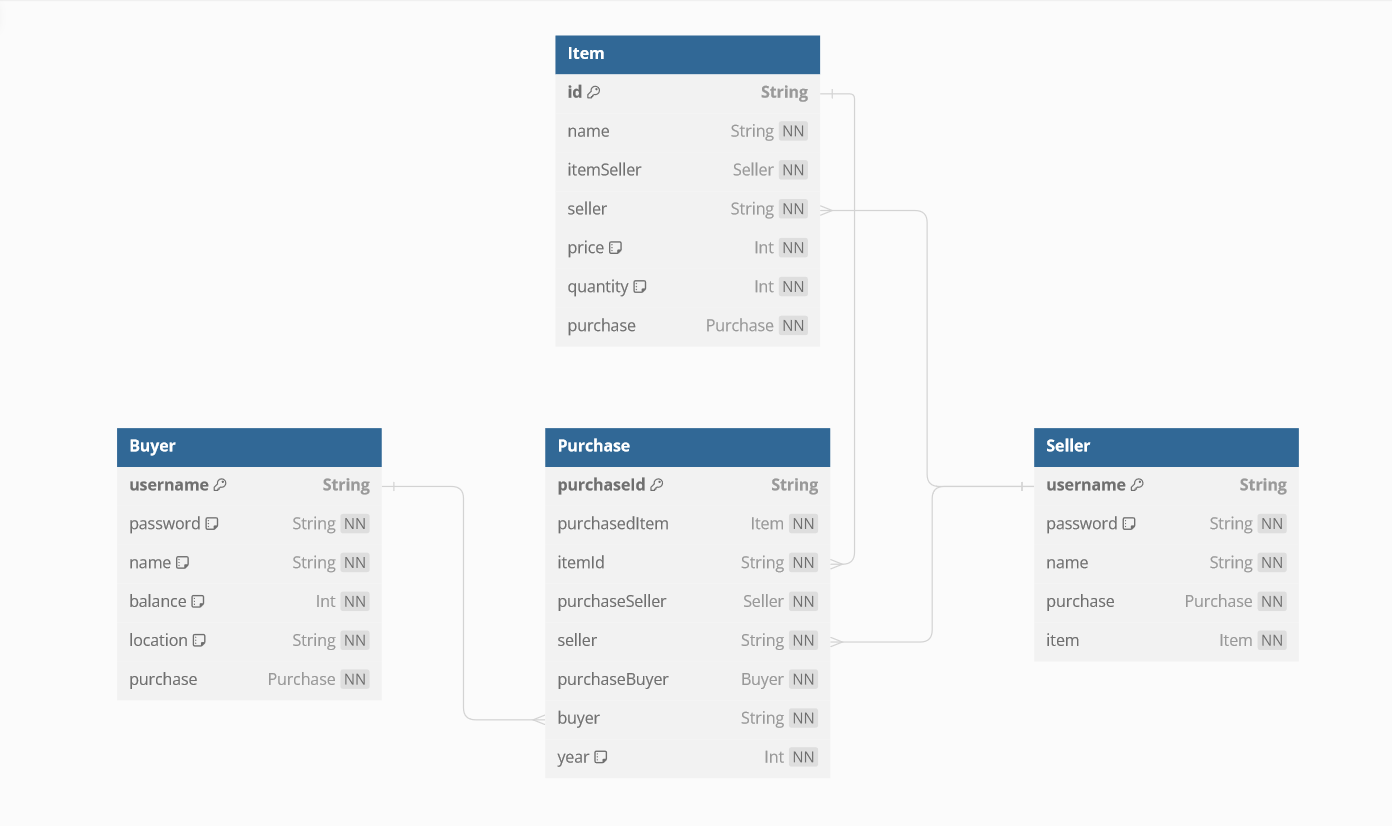 Item
id String
name String NN
itemSeller Seller NN
seller String NN
price Int NN
quantity Int NN
purchase Purchase NN
Buyer
username String
password String NN
name String NN
balance Int NN
location String NN
purchase Purchase NN
Purchase
purchaseId String
purchasedItem Item NN
itemId String NN
purchaseSeller Seller NN
seller String NN
purchaseBuyer Buyer NN
buyer String NN
year Int NN
Seller
username String
password String NN
name String NN
purchase Purchase NN
item Item NN